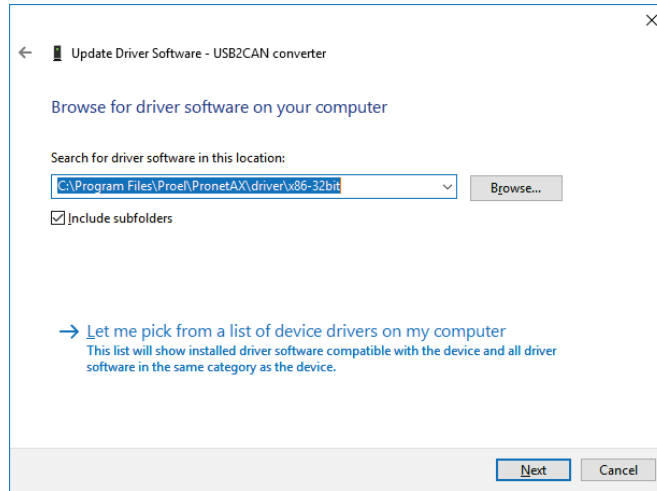 Update Driver Software - USB2CAN converter
Browse for driver software on your computer
Search for driver software in this location:
C:\Program Files\Proel\PronetAX\driver\x86-32bit
Browse...
Include subfolders
Let me pick from a list of device drivers on my computer
This list will show installed driver software compatible with the device and all driver
software in the same category as the device.
Next
Cancel